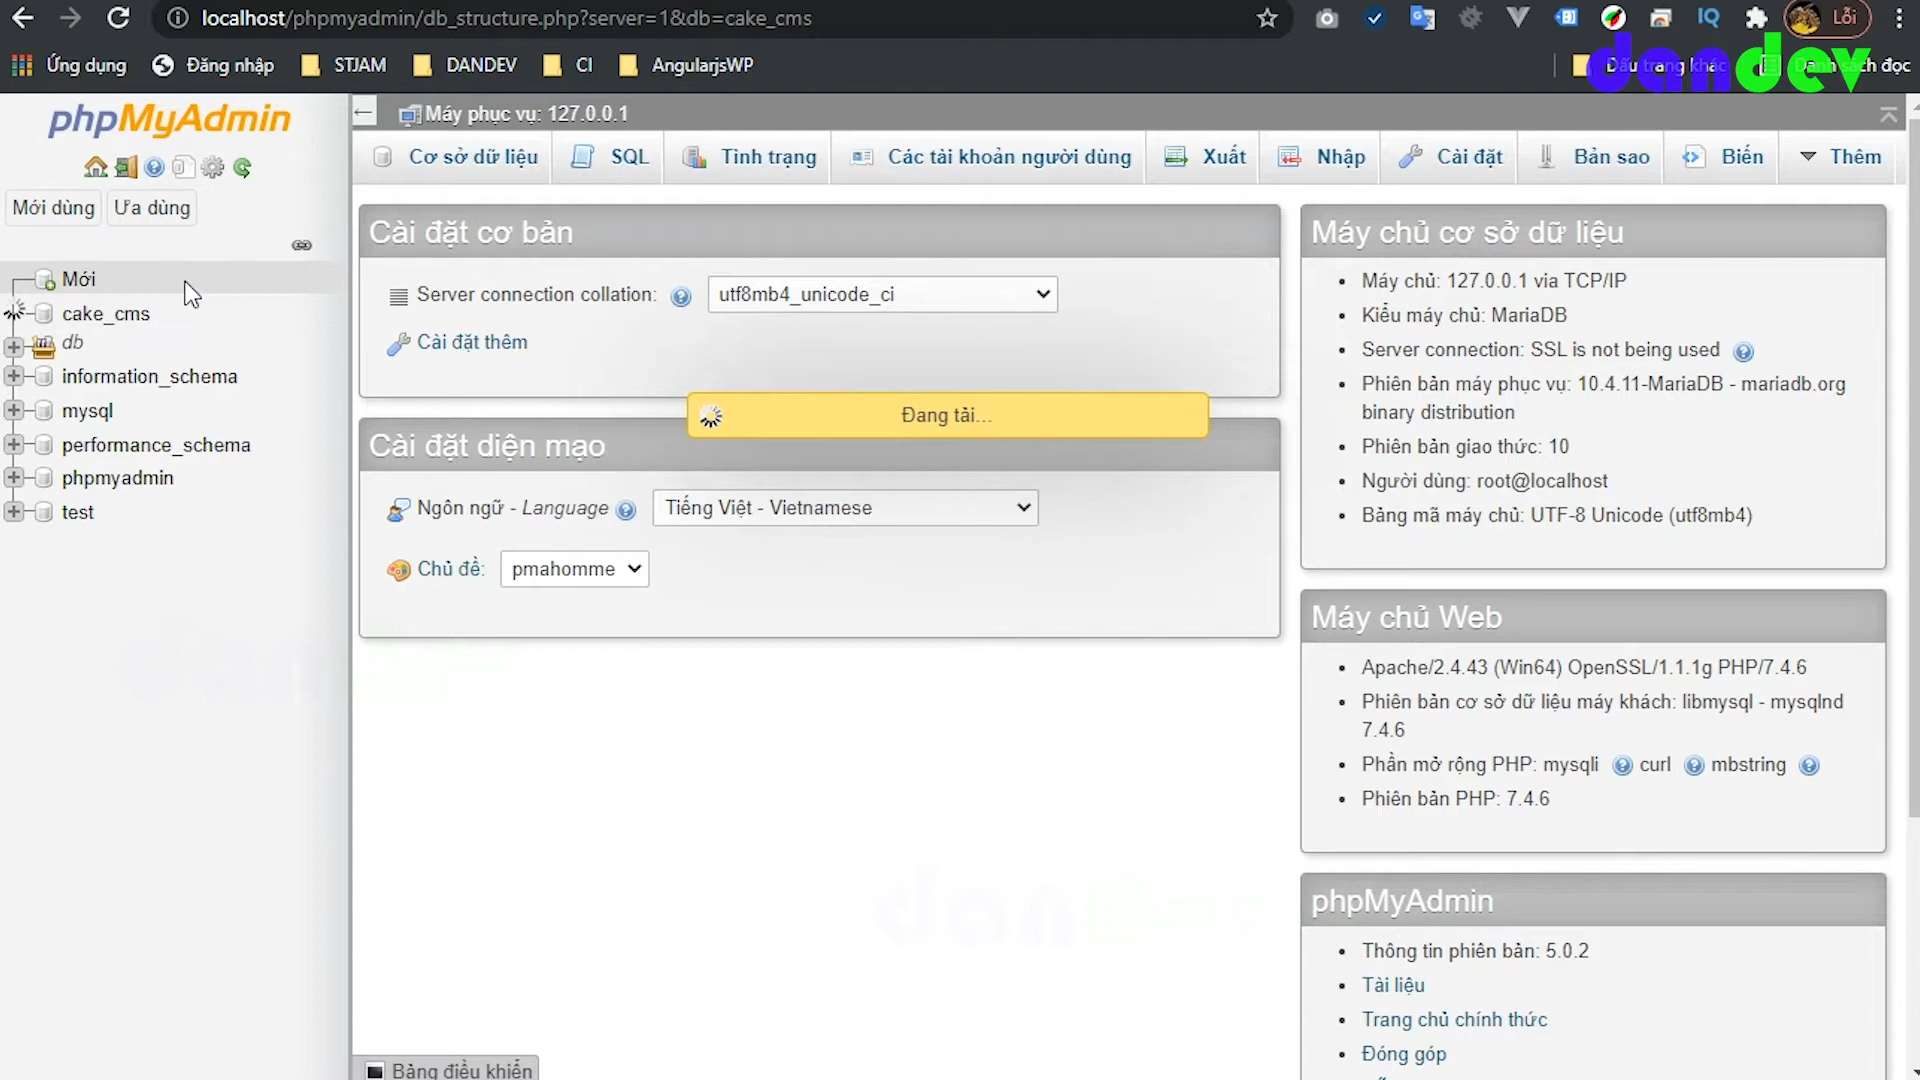 localhost/phpmyadmin/db_structure.php?server=1&db=cake_cms
Lỗi
Ứng dụng
Đăng nhập
STJAM
DANDEV
CI
AngularjsWP
Dấu trang khác
Danh sách đọc
dandev
phpMyAdmin
Mới dùng
Ưa dùng
Mới
cake_cms
db
information_schema
mysql
performance_schema
phpmyadmin
test
Máy phục vụ: 127.0.0.1
Cơ sở dữ liệu
SQL
Tình trạng
Các tài khoản người dùng
Xuất
Nhập
Cài đặt
Bản sao
Biến
Thêm
Cài đặt cơ bản
Server connection collation:
utf8mb4_unicode_ci
Cài đặt thêm
Đang tải...
Cài đặt diện mạo
Ngôn ngữ - Language
Tiếng Việt - Vietnamese
Chủ đề:
pmahomme
Máy chủ cơ sở dữ liệu
Máy chủ: 127.0.0.1 via TCP/IP
Kiểu máy chủ: MariaDB
Server connection: SSL is not being used
Phiên bản máy phục vụ: 10.4.11-MariaDB - mariadb.org
binary distribution
Phiên bản giao thức: 10
Người dùng: root@localhost
Bảng mã máy chủ: UTF-8 Unicode (utf8mb4)
Máy chủ Web
Apache/2.4.43 (Win64) OpenSSL/1.1.1g PHP/7.4.6
Phiên bản cơ sở dữ liệu máy khách: libmysql - mysqlnd
7.4.6
Phần mở rộng PHP: mysqli curl mbstring
Phiên bản PHP: 7.4.6
phpMyAdmin
Thông tin phiên bản: 5.0.2
Tài liệu
Trang chủ chính thức
Đóng góp
Bảng điều khiển